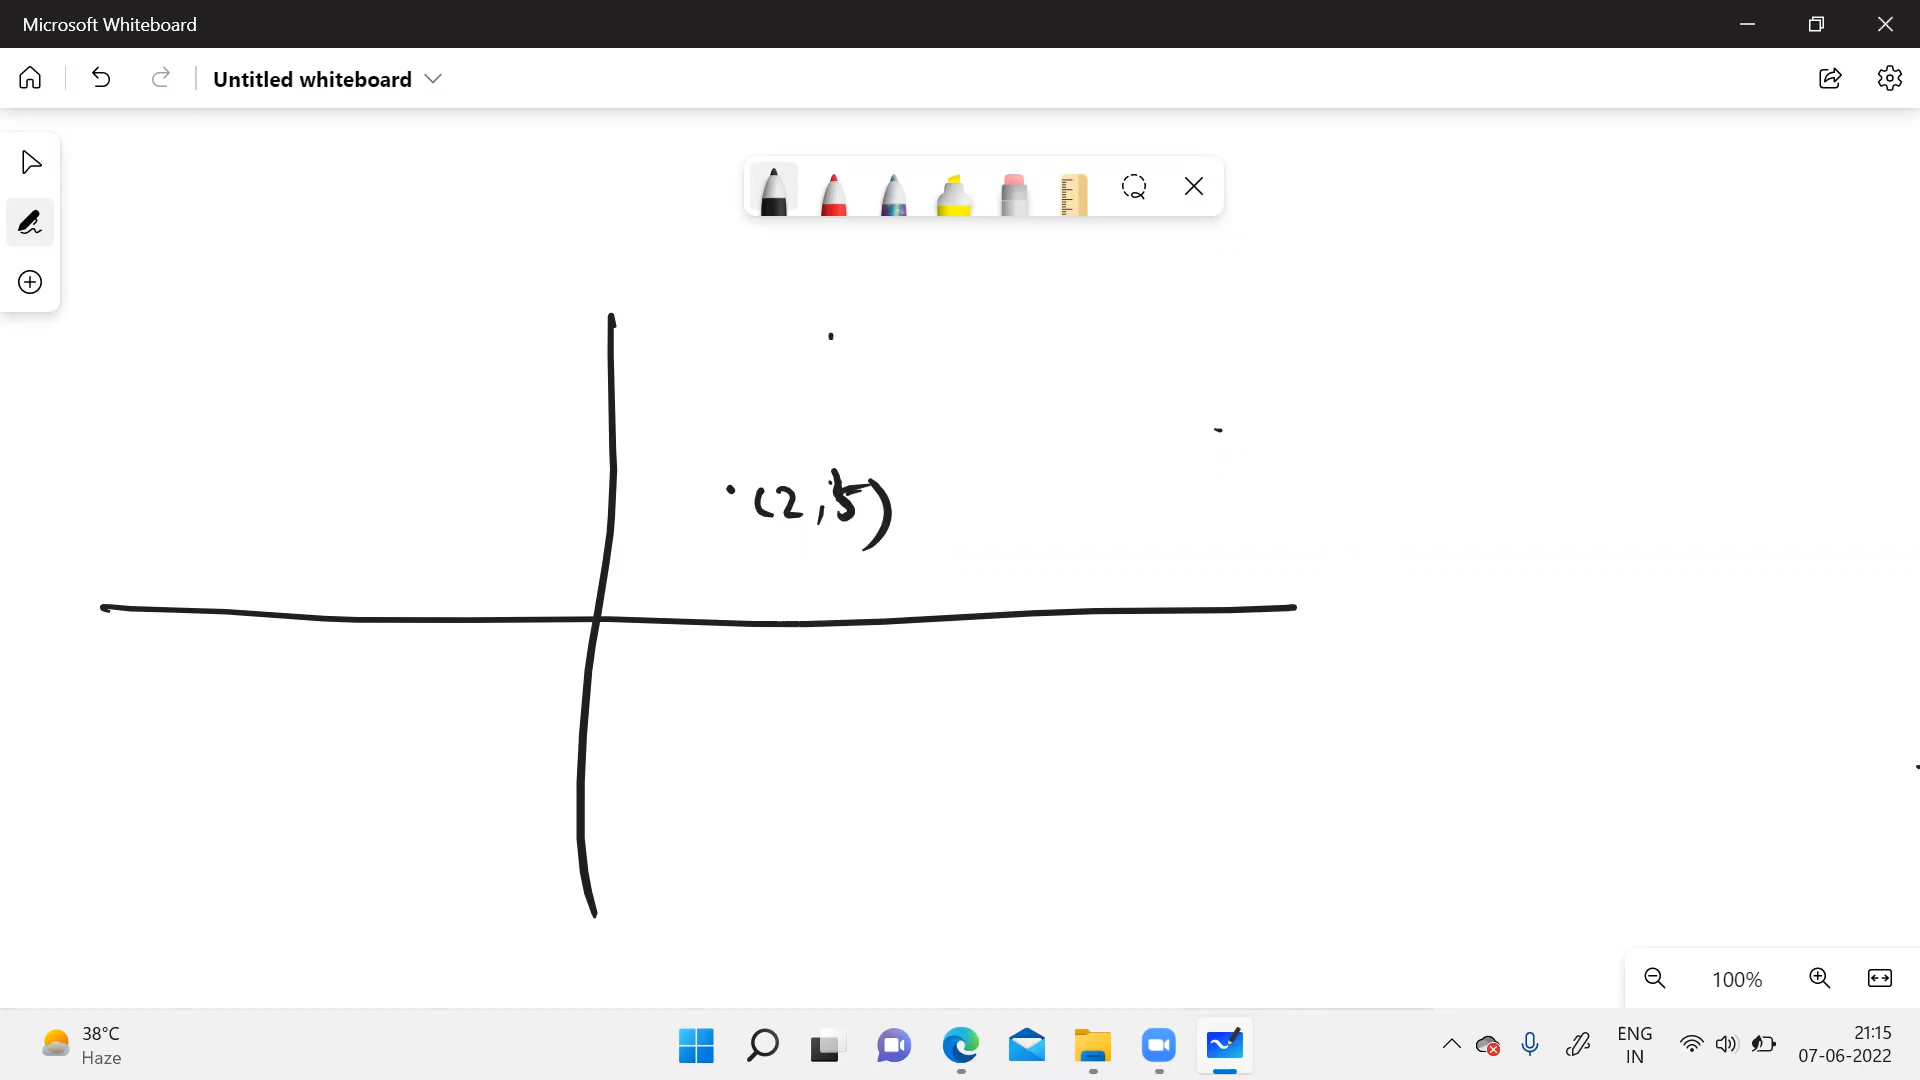 Microsoft Whiteboard
Untitled whiteboard
(2,5)
100%
38°C
Haze
ENG
IN
21:15
07-06-2022